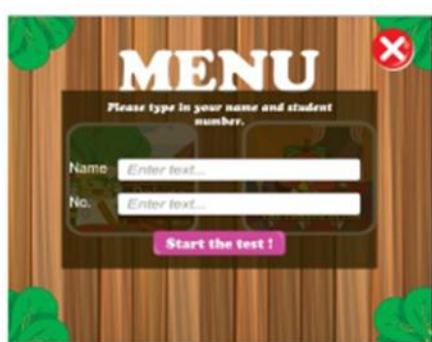 MENU
Please type in your name and student
number.
Name Enter text...
No. Enter text...
Start the test !